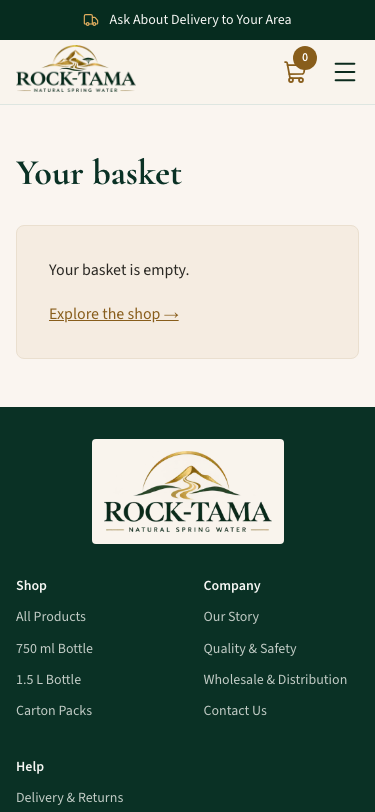 Ask About Delivery to Your Area
ROCK-TAMA
NATURAL SPRING WATER
0
Your basket
Your basket is empty.
Explore the shop →
ROCK-TAMA
NATURAL SPRING WATER
Shop
All Products
750 ml Bottle
1.5 L Bottle
Carton Packs
Company
Our Story
Quality & Safety
Wholesale & Distribution
Contact Us
Help
Delivery & Returns